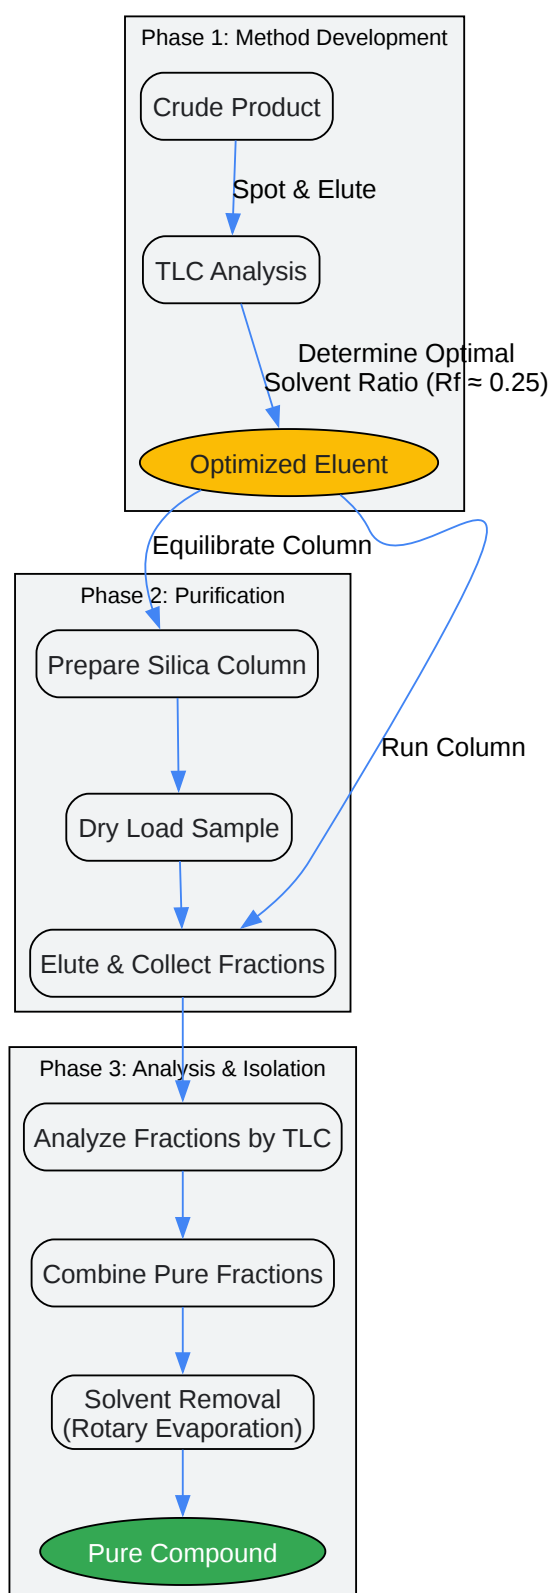 Phase 1: Method Development
Crude Product
Spot & Elute
TLC Analysis
Determine Optimal
Solvent Ratio (Rf ≈ 0.25)
Optimized Eluent
Equilibrate Column
Phase 2: Purification
Prepare Silica Column
Run Column
Dry Load Sample
Elute & Collect Fractions
Phase 3: Analysis & Isolation
Analyze Fractions by TLC
Combine Pure Fractions
Solvent Removal
(Rotary Evaporation)
Pure Compound